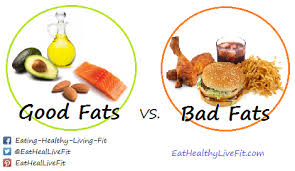 Good Fats vs. Bad Fats
Eating-Healthy-Living-Fit
@EatHealLiveFit
EatHealLiveFit
EatHealthyLiveFit.com